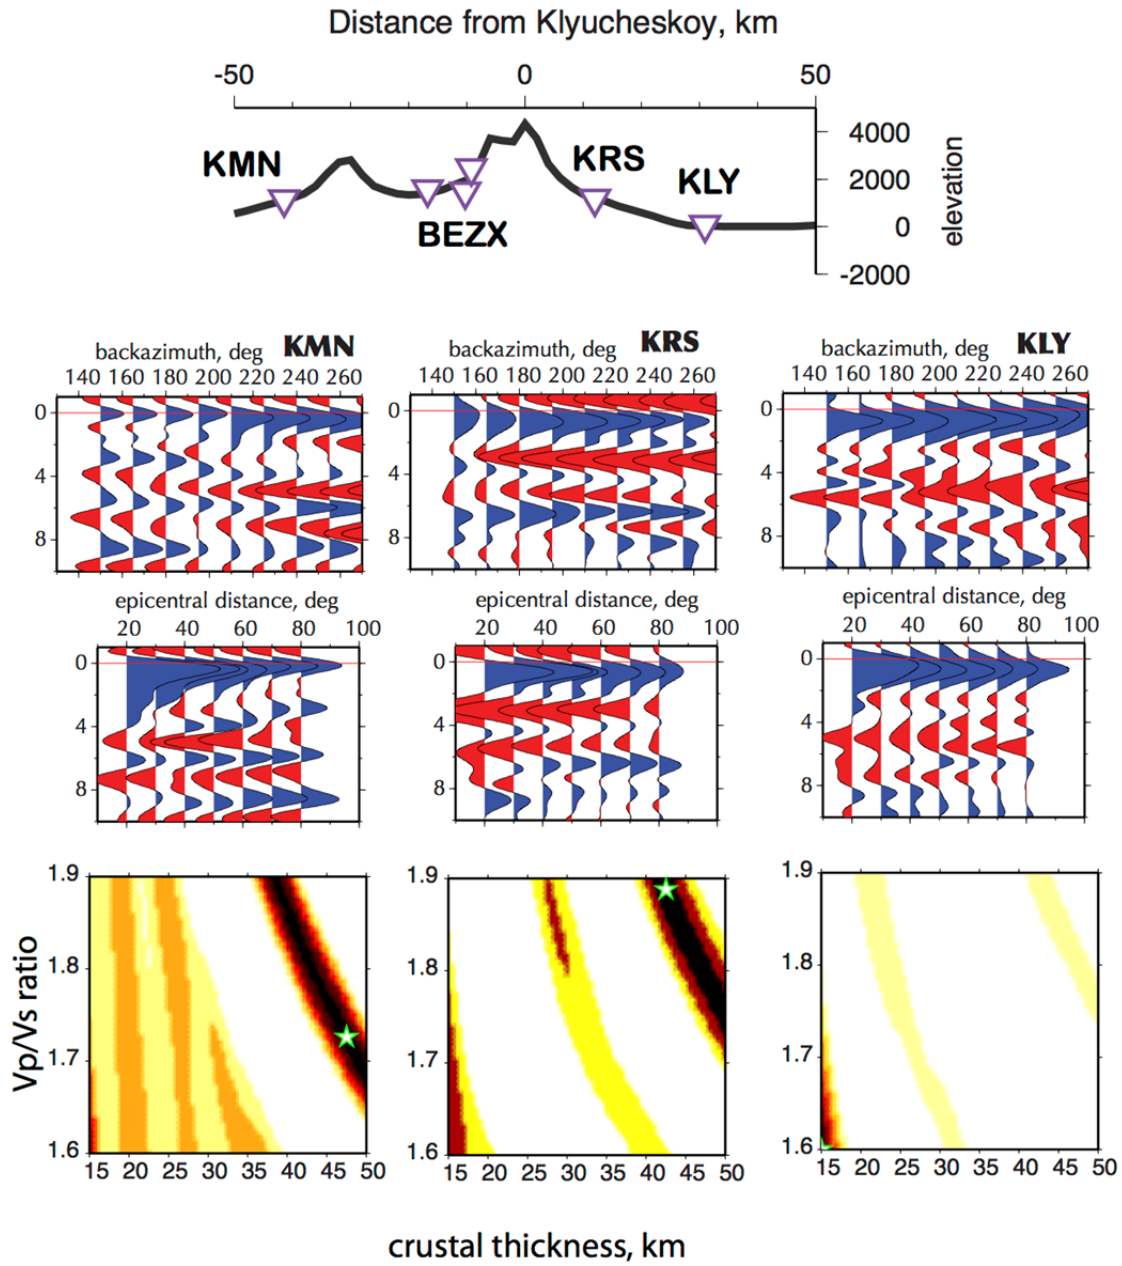 Distance from Klyucheskoy, km
-50 0 50
4000
KMN KRS
2000
KLY
0
BEZX
-2000
elevation
backazimuth, deg KMN
140 160 180 200 220 240 260
0
4
8
backazimuth, deg KRS
140 160 180 200 220 240 260
0
4
8
backazimuth, deg KLY
140 160 180 200 220 240 260
0
4
8
epicentral distance, deg
20 40 60 80 100
0
4
8
epicentral distance, deg
20 40 60 80 100
0
4
8
epicentral distance, deg
20 40 60 80 100
0
4
8
Vp/Vs ratio
1.9
1.8
1.7
1.6
15 20 25 30 35 40 45 50
1.9
1.8
1.7
1.6
15 20 25 30 35 40 45 50
1.9
1.8
1.7
1.6
15 20 25 30 35 40 45 50
crustal thickness, km